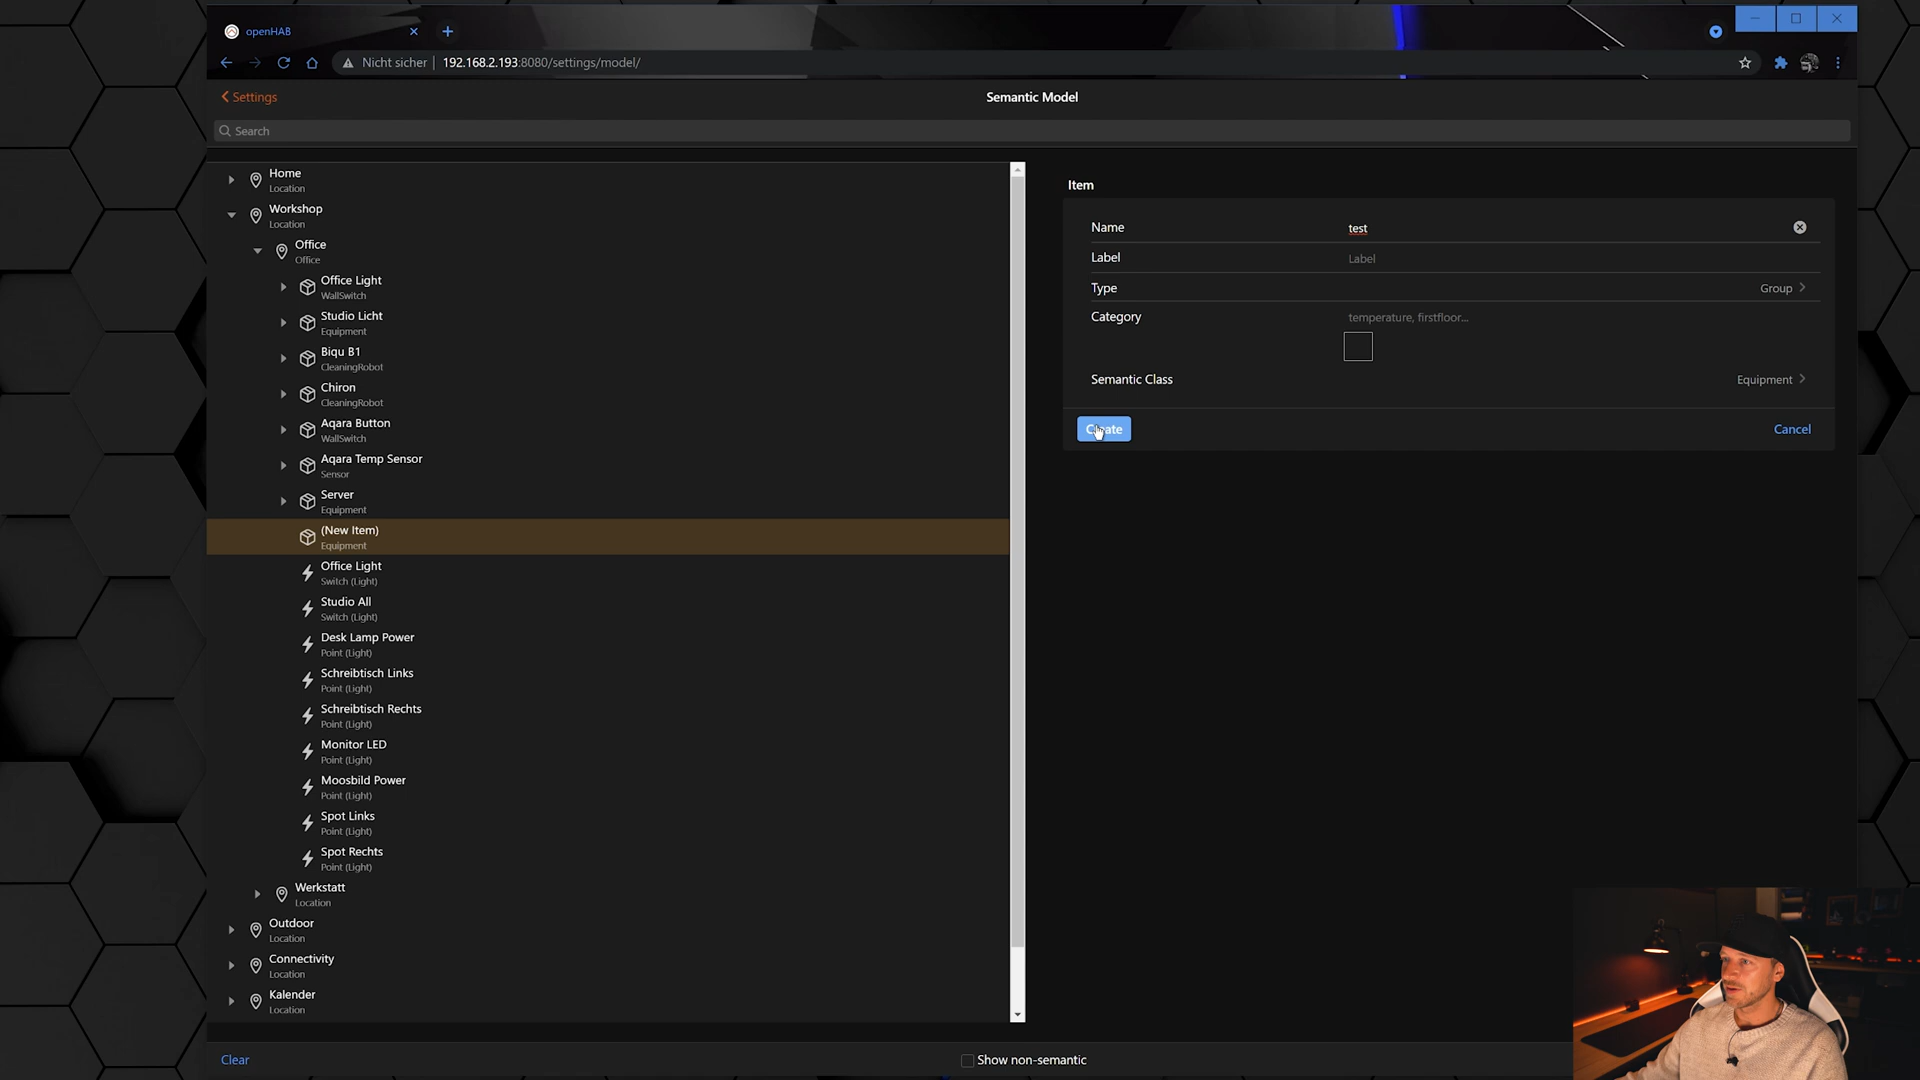 openHAB
Nicht sicher
192.168.2.193:8080/settings/model/
Settings
Semantic Model
Search
Home
Location
Workshop
Location
Office
Office
Office Light
WallSwitch
Studio Licht
Equipment
Biqu B1
CleaningRobot
Chiron
CleaningRobot
Aqara Button
WallSwitch
Aqara Temp Sensor
Sensor
Server
Equipment
(New Item)
Equipment
Office Light
Switch (Light)
Studio All
Switch (Light)
Desk Lamp Power
Point (Light)
Schreibtisch Links
Point (Light)
Schreibtisch Rechts
Point (Light)
Monitor LED
Point (Light)
Moosbild Power
Point (Light)
Spot Links
Point (Light)
Spot Rechts
Point (Light)
Werkstatt
Location
Outdoor
Location
Connectivity
Location
Kalender
Location
Item
Name test
Label Label
Type Group
Category temperature, firstfloor...
Semantic Class Equipment
Create
Cancel
Clear
Show non-semantic